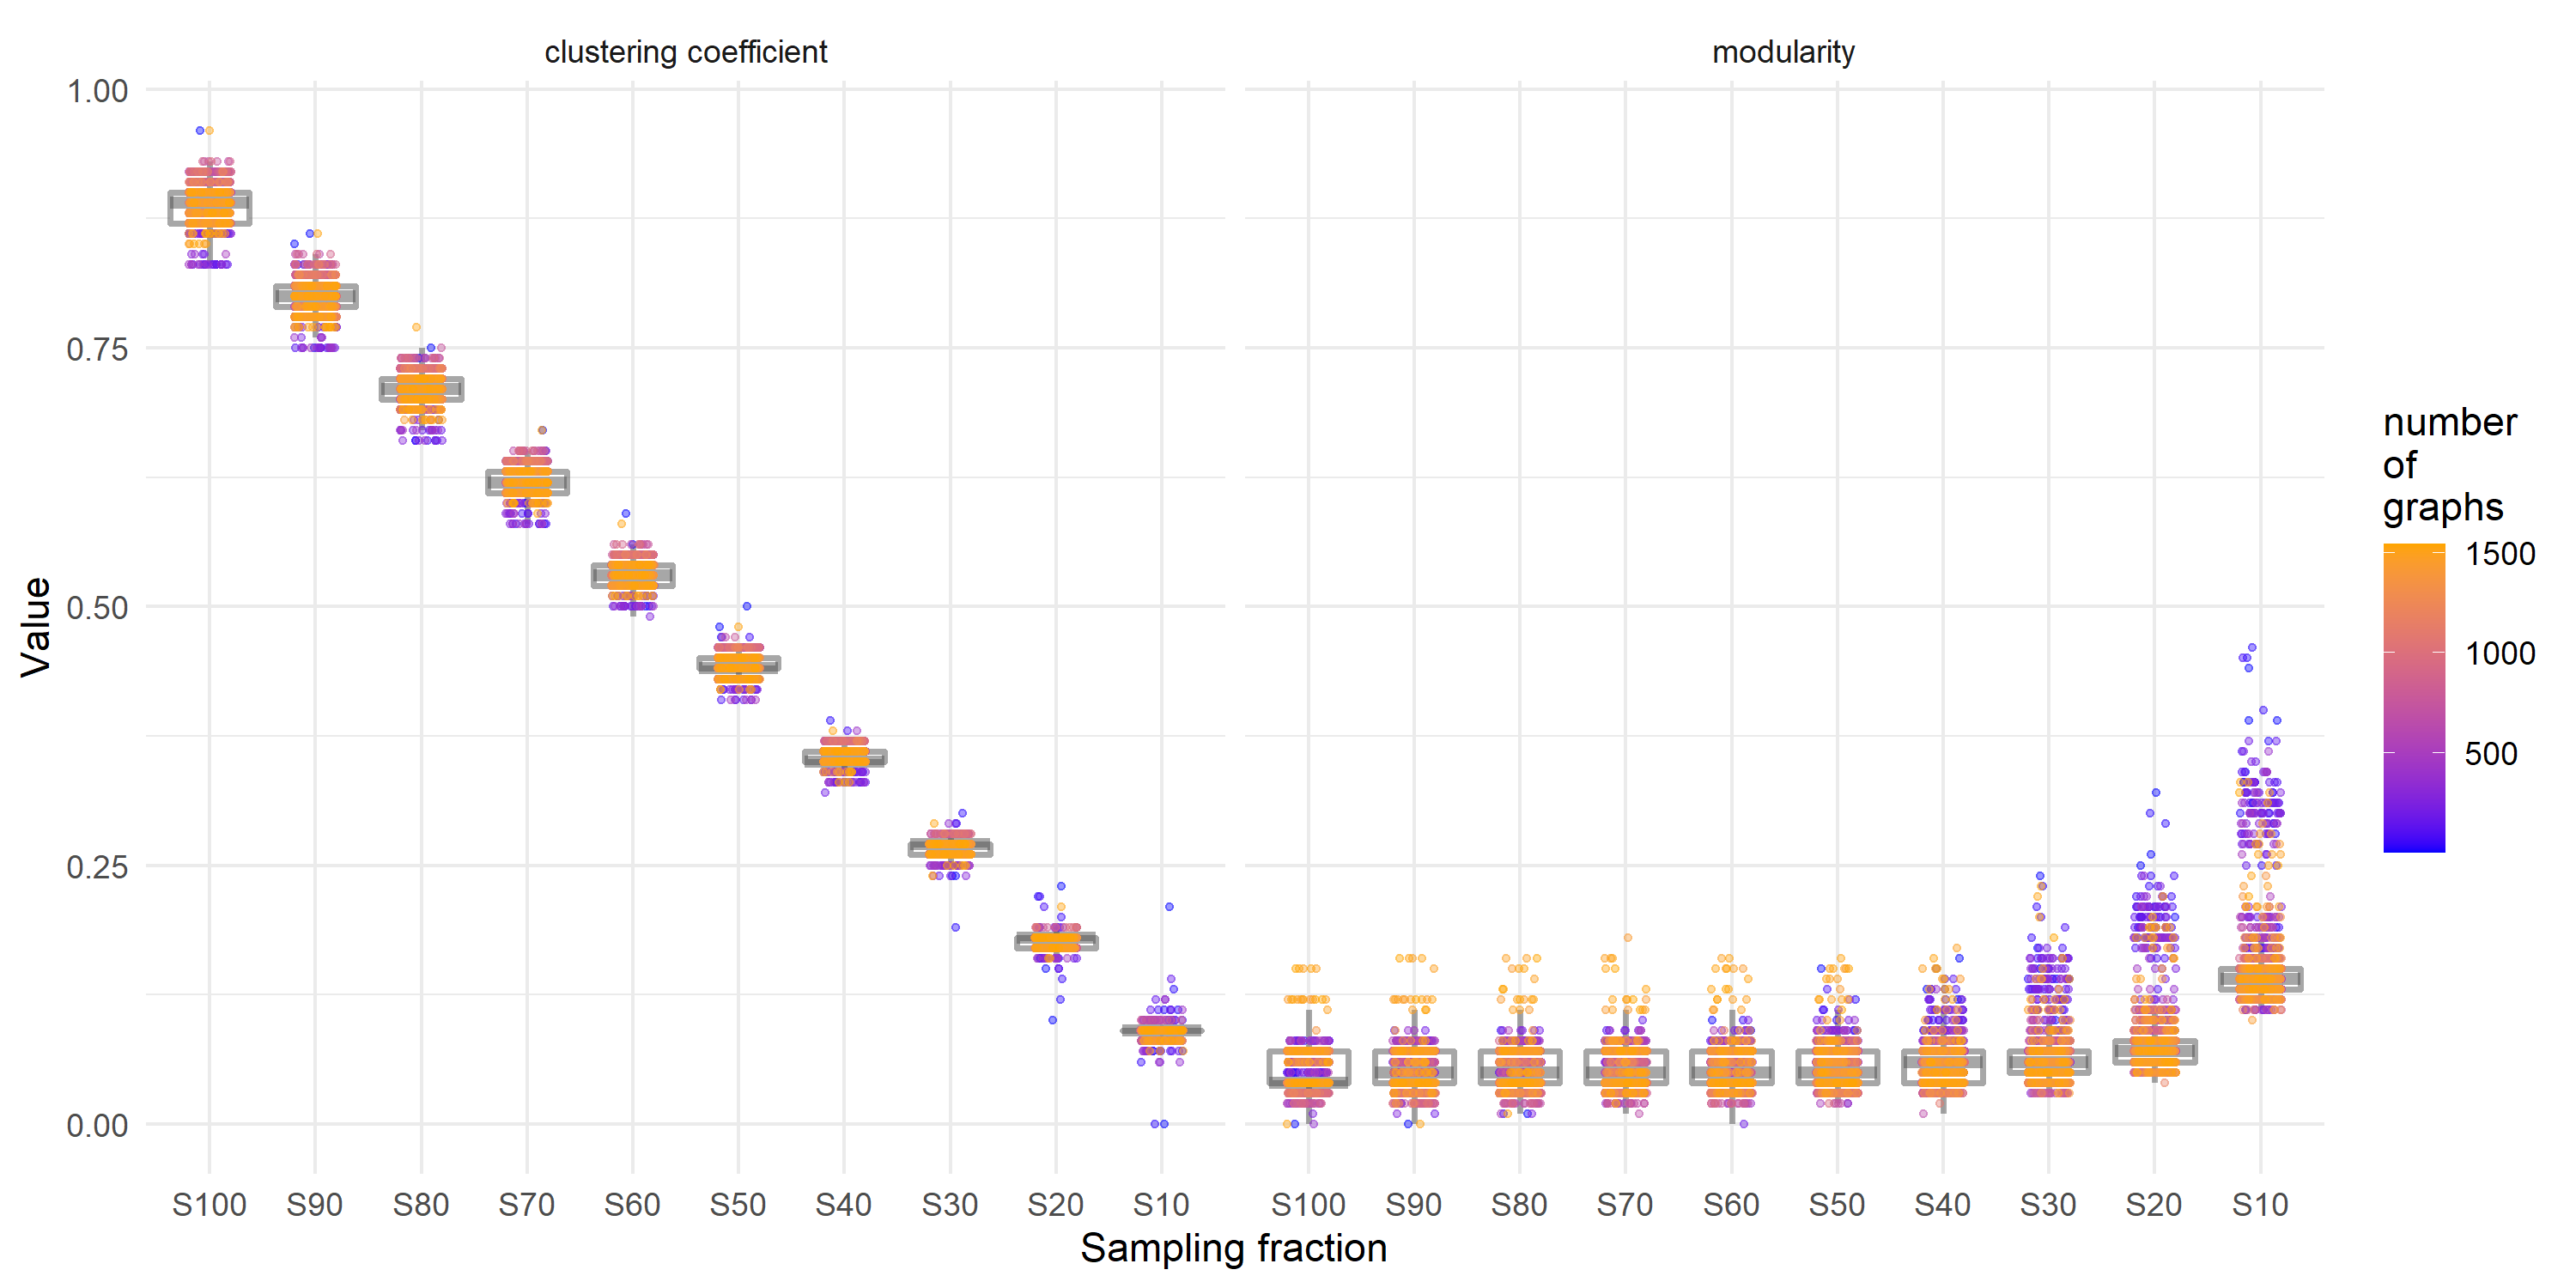 clustering coefficient
modularity
1.00
0.75
0.50
0.25
0.00
Value
S100 S90 S80 S70 S60 S50 S40 S30 S20 S10
S100 S90 S80 S70 S60 S50 S40 S30 S20 S10
Sampling fraction
number
of
graphs
1500
1000
500